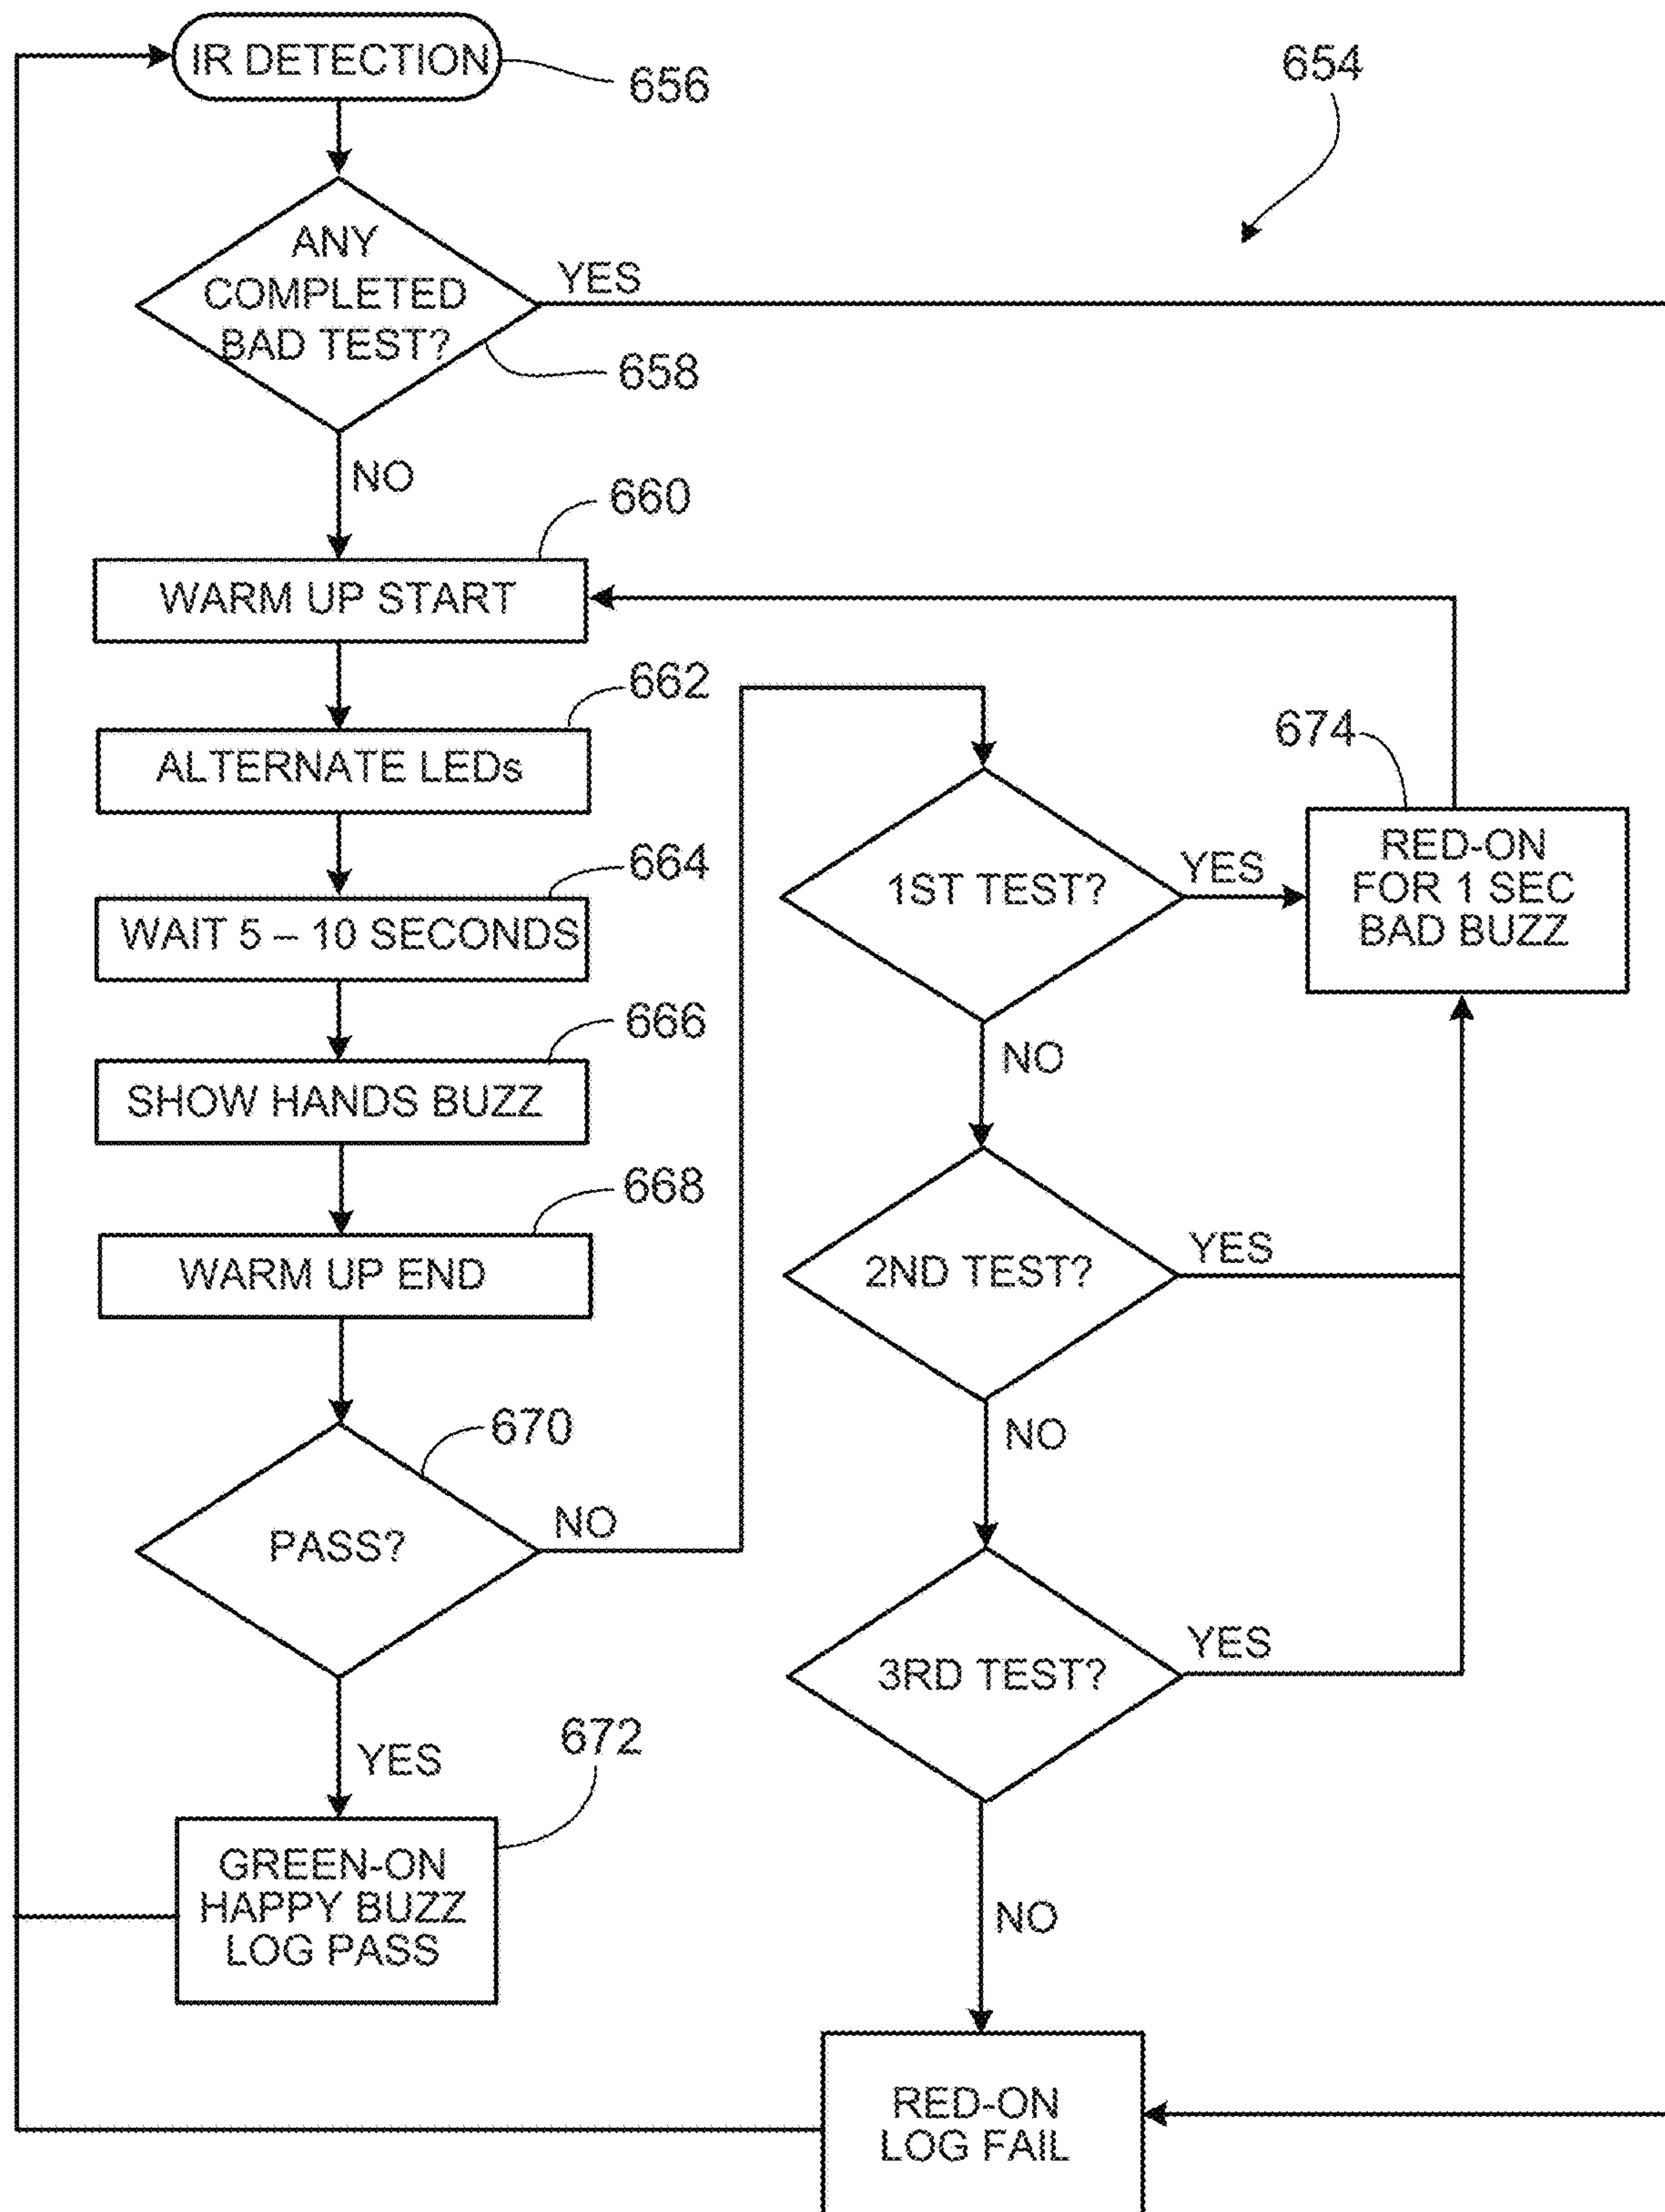 IR DETECTION
656
654
ANY
COMPLETED
BAD TEST?
YES
658
NO
660
WARM UP START
662
ALTERNATE LEDs
664
WAIT 5 – 10 SECONDS
666
SHOW HANDS BUZZ
668
WARM UP END
670
PASS?
NO
YES
672
GREEN-ON
HAPPY BUZZ
LOG PASS
1ST TEST?
YES
674
RED-ON
FOR 1 SEC
BAD BUZZ
NO
2ND TEST?
YES
NO
3RD TEST?
YES
NO
RED-ON
LOG FAIL